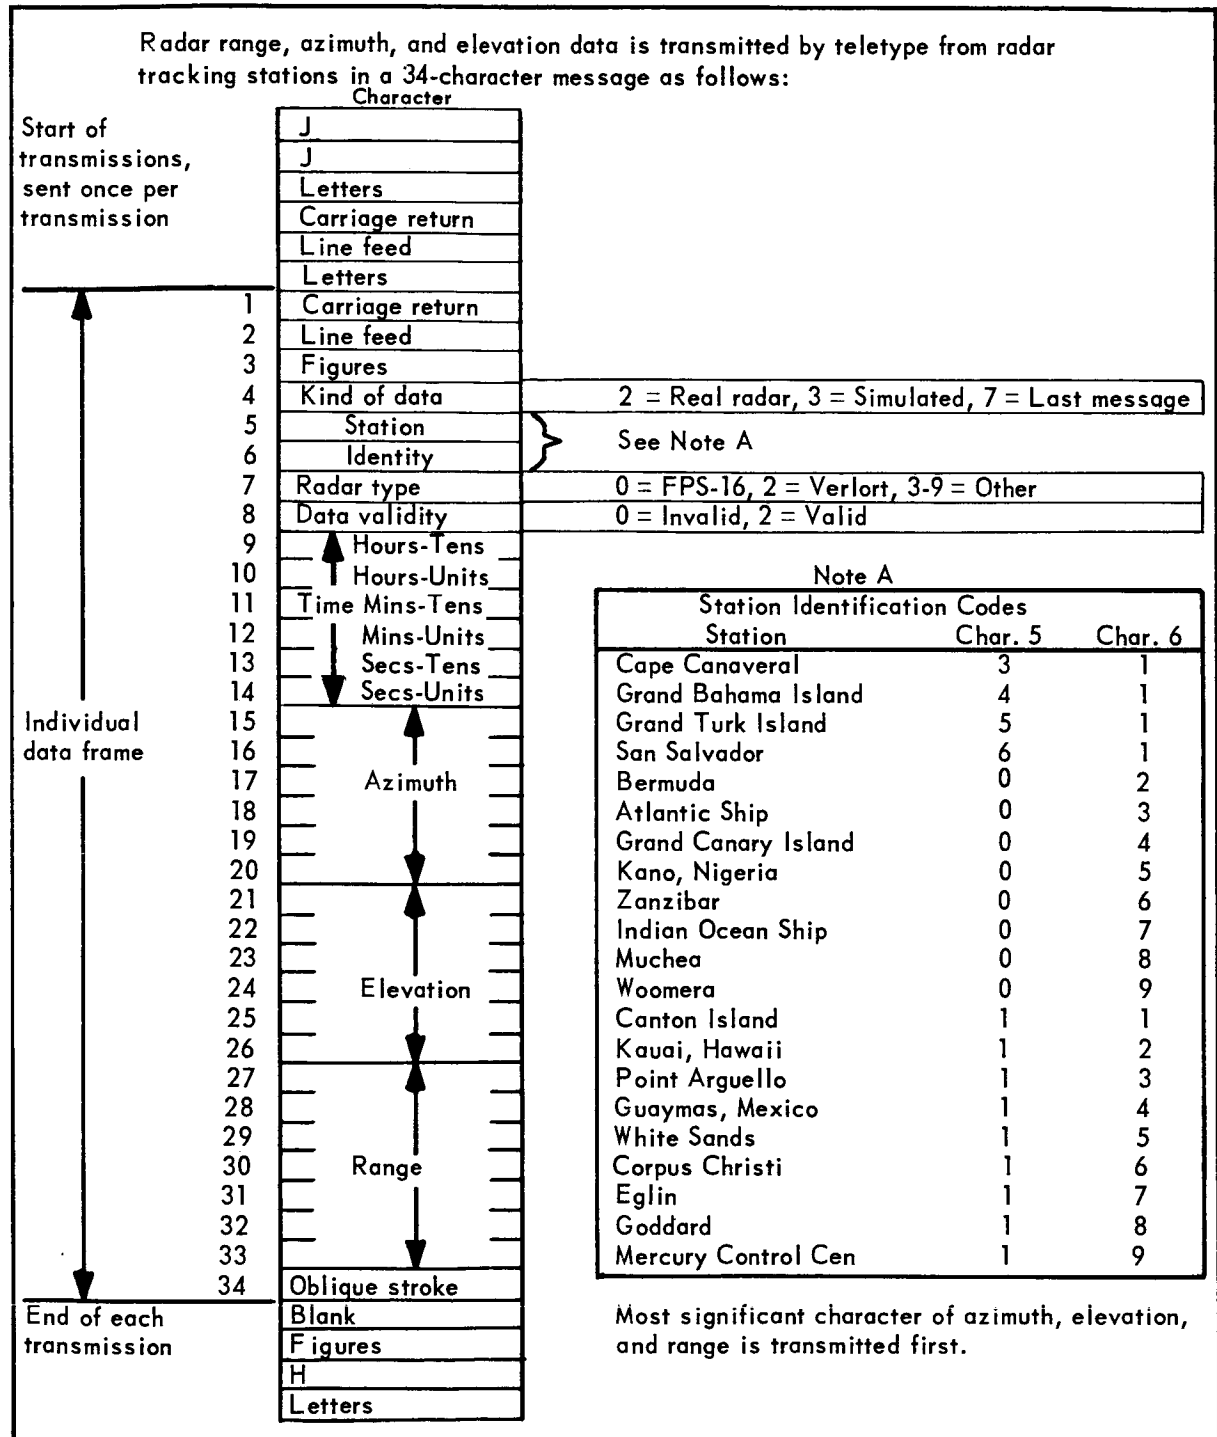 Radar range, azimuth, and elevation data is transmitted by teletype from radar
tracking stations in a 34-character message as follows:
Character
Start of
transmissions,
sent once per
transmission
J
J
Letters
Carriage return
Line feed
Letters
1 Carriage return
2 Line feed
3 Figures
4 Kind of data 2 = Real radar, 3 = Simulated, 7 = Last message
5 Station
6 Identity
See Note A
7 Radar type 0 = FPS-16, 2 = Verlort, 3-9 = Other
8 Data validity 0 = Invalid, 2 = Valid
9 Hours-Tens
10 Hours-Units
11 Time Mins-Tens
12 Mins-Units
13 Secs-Tens
14 Secs-Units
Individual
data frame
15
16
17 Azimuth
18
19
20
21
22
23
24 Elevation
25
26
27
28
29
30 Range
31
32
33
34 Oblique stroke
End of each
transmission
Blank
Figures
H
Letters
Note A
Station Identification Codes
Station Char. 5 Char. 6
Cape Canaveral 3 1
Grand Bahama Island 4 1
Grand Turk Island 5 1
San Salvador 6 1
Bermuda 0 2
Atlantic Ship 0 3
Grand Canary Island 0 4
Kano, Nigeria 0 5
Zanzibar 0 6
Indian Ocean Ship 0 7
Muchea 0 8
Woomera 0 9
Canton Island 1 1
Kauai, Hawaii 1 2
Point Arguello 1 3
Guaymas, Mexico 1 4
White Sands 1 5
Corpus Christi 1 6
Eglin 1 7
Goddard 1 8
Mercury Control Cen 1 9
Most significant character of azimuth, elevation,
and range is transmitted first.